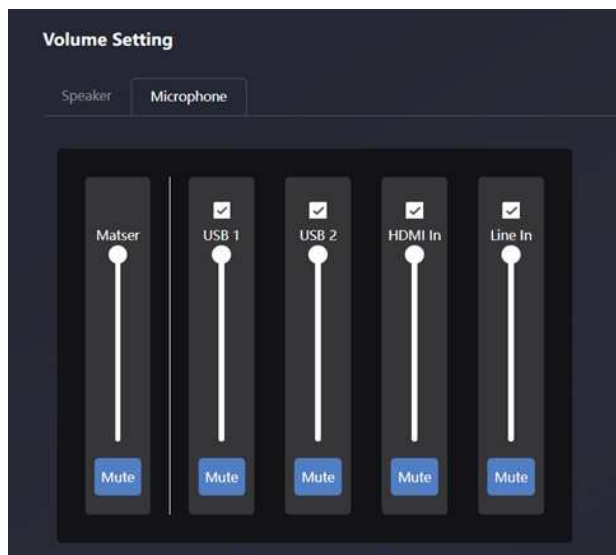 Volume Setting
Speaker Microphone
Matser USB 1 USB 2 HDMI In Line In
Mute Mute Mute Mute Mute